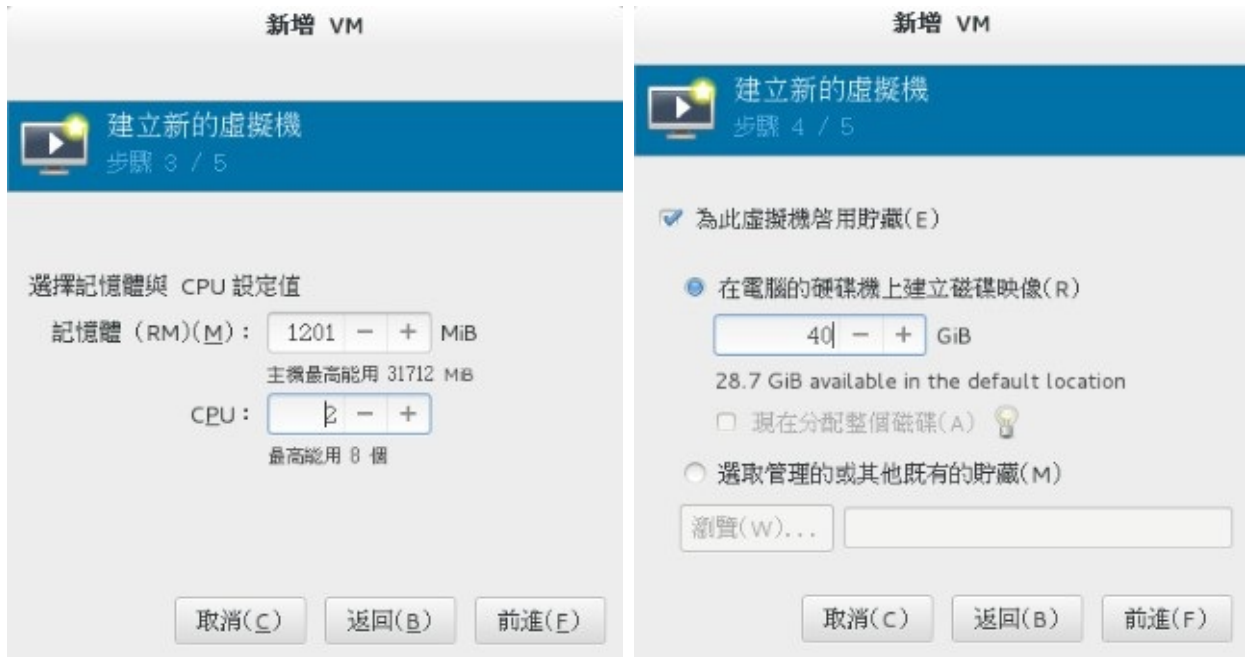 新增 VM
建立新的虛擬機
步驟 3 / 5
選擇記憶體與 CPU 設定值
記憶體 (RM)(M): 1201 － + MiB
主機最高能用 31712 MiB
CPU: 2 － +
最高能用 8 個
取消(C) 返回(B) 前進(F)
新增 VM
建立新的虛擬機
步驟 4 / 5
為此虛擬機啓用貯藏(E)
在電腦的硬碟機上建立磁碟映像(R)
40 － + GiB
28.7 GiB available in the default location
現在分配整個磁碟(A)
選取管理的或其他既有的貯藏(M)
瀏覽(W)...
取消(C) 返回(B) 前進(F)